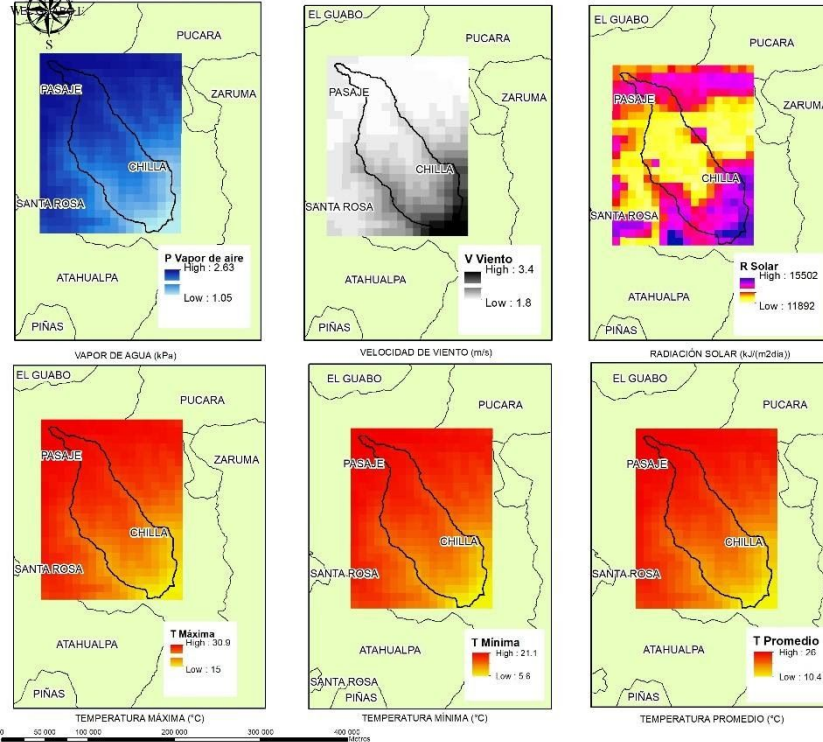 S
PUCARA
PASAJE
ZARUMA
CHILLA
SANTA ROSA
ATAHUALPA
PIÑAS
P Vapor de aire
High : 2.63
Low : 1.05
VAPOR DE AGUA (kPa)
EL GUABO
PUCARA
PASAJE
ZARUMA
CHILLA
SANTA ROSA
ATAHUALPA
PIÑAS
V Viento
High : 3.4
Low : 1.8
VELOCIDAD DE VIENTO (m/s)
EL GUABO
PUCARA
PASAJE
ZARUMA
CHILLA
SANTA ROSA
ATAHUALPA
PIÑAS
R Solar
High : 15502
Low : 11892
RADIACIÓN SOLAR (kJ/(m2dia))
EL GUABO
PUCARA
PASAJE
ZARUMA
CHILLA
SANTA ROSA
ATAHUALPA
PIÑAS
T Máxima
High : 30.9
Low : 15
TEMPERATURA MÁXIMA (°C)
EL GUABO
PUCARA
PASAJE
CHILLA
SANTA ROSA
ATAHUALPA
SANTA ROSA
PIÑAS
T Mínima
High : 21.1
Low : 5.6
TEMPERATURA MÍNIMA (°C)
EL GUABO
PUCARA
PASAJE
CHILLA
SANTA ROSA
ATAHUALPA
PIÑAS
T Promedio
High : 26
Low : 10.4
TEMPERATURA PROMEDIO (°C)
0 50 000 100 000 200 000 300 000 400 000
Metros